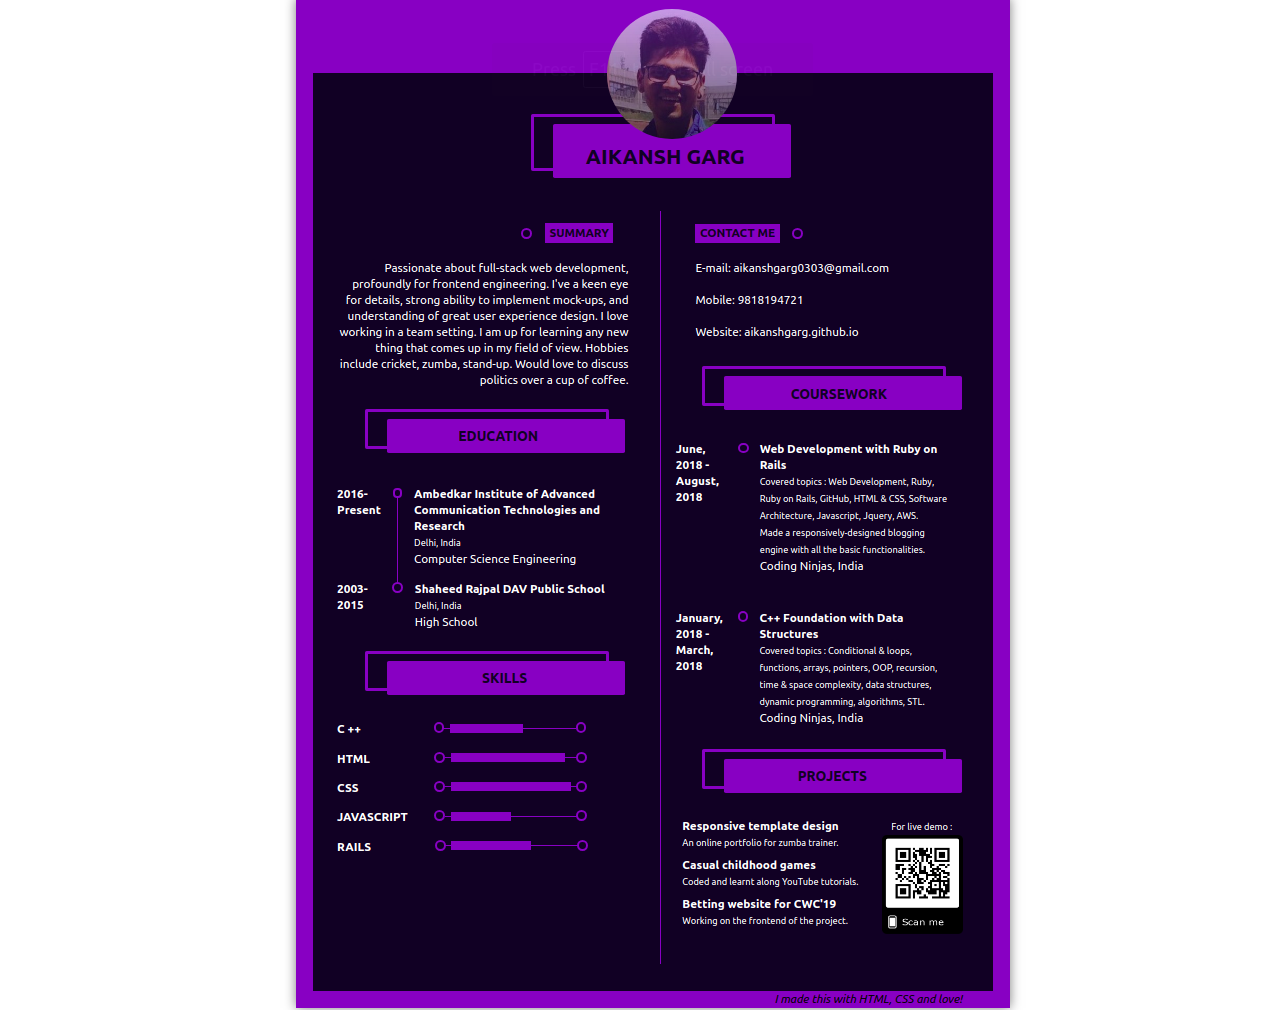 AIKANSH GARG
SUMMARY
Passionate about full-stack web development,
profoundly for frontend engineering. I've a keen eye
for details, strong ability to implement mock-ups, and
understanding of great user experience design. I love
working in a team setting. I am up for learning any new
thing that comes up in my field of view. Hobbies
include cricket, zumba, stand-up. Would love to discuss
politics over a cup of coffee.
EDUCATION
2016-
Present
Ambedkar Institute of Advanced
Communication Technologies and
Research
Delhi, India
Computer Science Engineering
2003-
2015
Shaheed Rajpal DAV Public School
Delhi, India
High School
SKILLS
C ++
HTML
CSS
JAVASCRIPT
RAILS
CONTACT ME
E-mail: aikanshgarg0303@gmail.com
Mobile: 9818194721
Website: aikanshgarg.github.io
COURSEWORK
June,
2018 -
August,
2018
Web Development with Ruby on
Rails
Covered topics : Web Development, Ruby,
Ruby on Rails, GitHub, HTML & CSS, Software
Architecture, Javascript, Jquery, AWS.
Made a responsively-designed blogging
engine with all the basic functionalities.
Coding Ninjas, India
January,
2018 -
March,
2018
C++ Foundation with Data
Structures
Covered topics : Conditional & loops,
functions, arrays, pointers, OOP, recursion,
time & space complexity, data structures,
dynamic programming, algorithms, STL.
Coding Ninjas, India
PROJECTS
Responsive template design
An online portfolio for zumba trainer.
Casual childhood games
Coded and learnt along YouTube tutorials.
Betting website for CWC'19
Working on the frontend of the project.
For live demo :
Scan me
I made this with HTML, CSS and love!